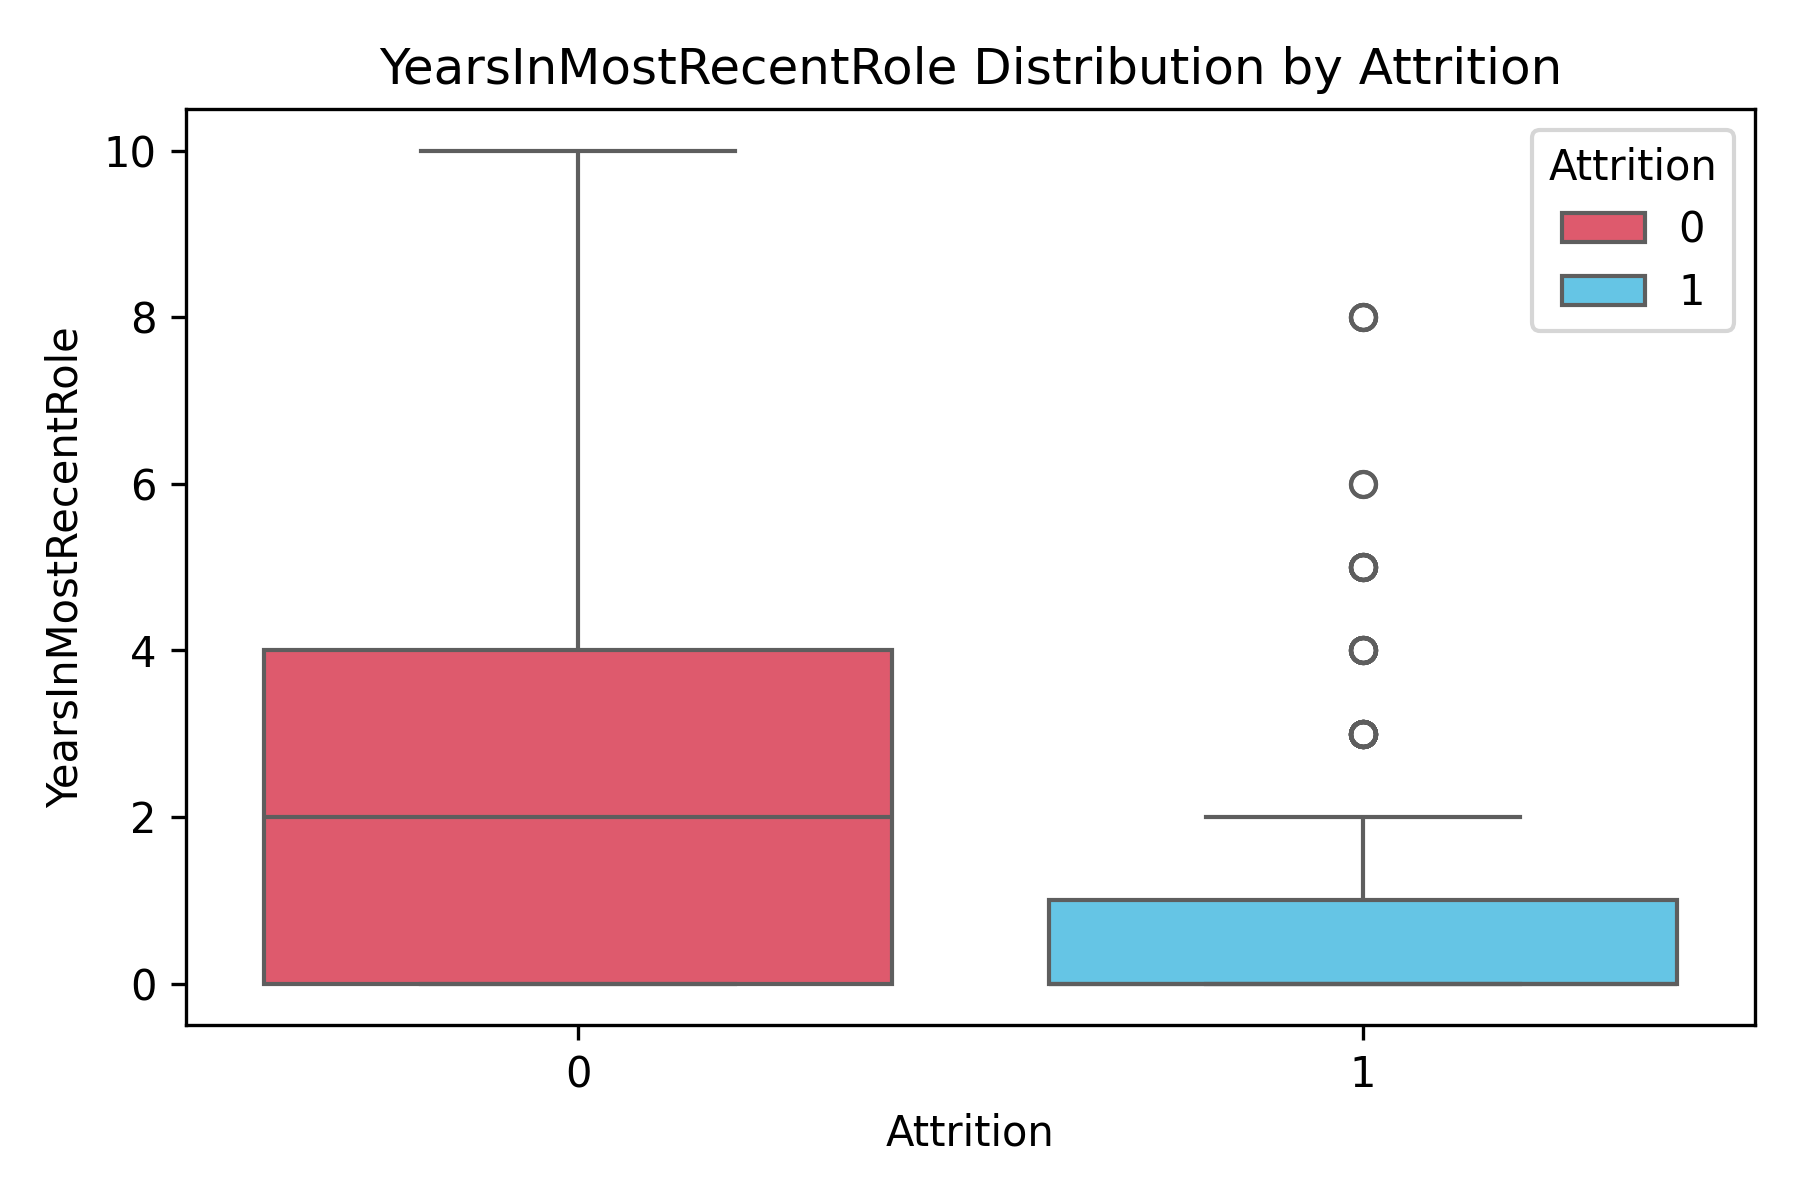 YearsInMostRecentRole Distribution by Attrition
YearsInMostRecentRole
10
8
6
4
2
0
Attrition
0
1
0
1
Attrition